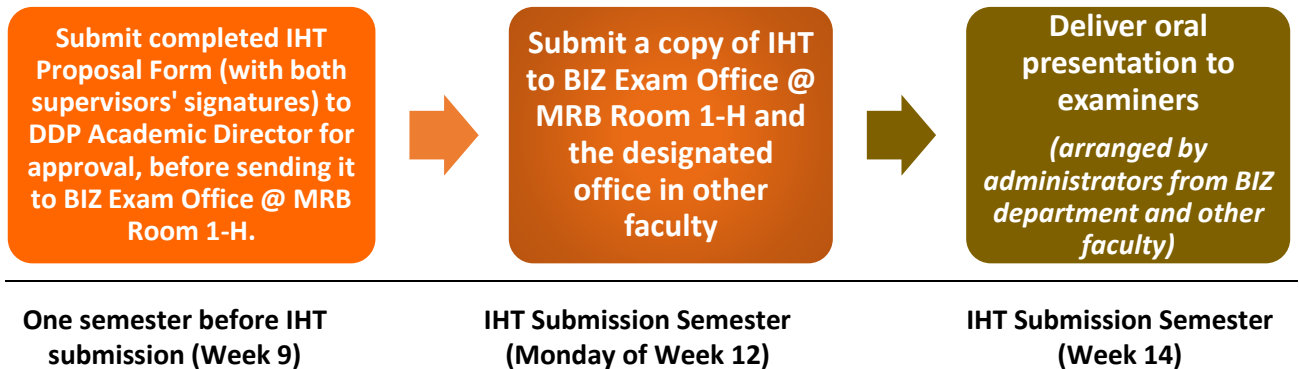 Submit completed IHT
Proposal Form (with both
supervisors' signatures) to
DDP Academic Director for
approval, before sending it
to BIZ Exam Office @ MRB
Room 1-H.
Submit a copy of IHT
to BIZ Exam Office @
MRB Room 1-H and
the designated
office in other
faculty
Deliver oral
presentation to
examiners
(arranged by
administrators from BIZ
department and other
faculty)
One semester before IHT
submission (Week 9)
IHT Submission Semester
(Monday of Week 12)
IHT Submission Semester
(Week 14)